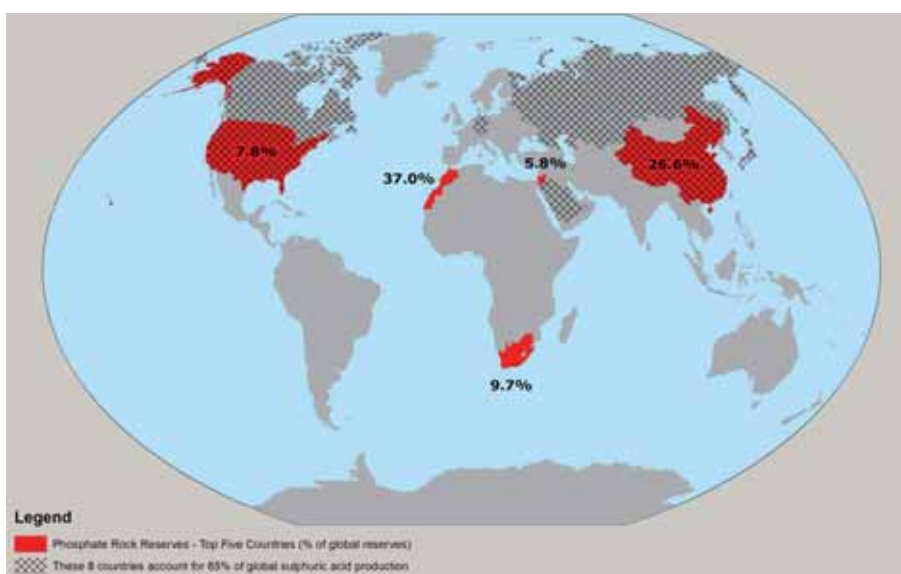 7.8%
37.0%
5.8%
26.6%
9.7%
Legend
Phosphate Rock Reserves - Top Five Countries (% of global reserves)
These 8 countries account for 65% of global sulphuric acid production